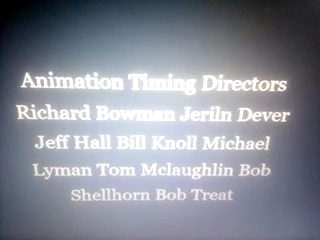 Animation Timing Directors
Richard Bowman Jeriln Dever
Jeff Hall Bill Knoll Michael
Lyman Tom Mclaughlin Bob
Shellhorn Bob Treat